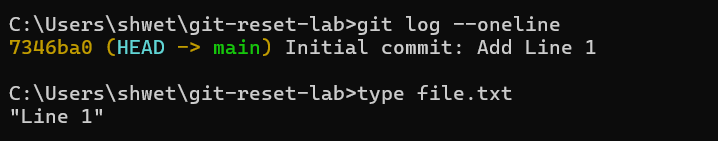 C:\Users\shwet\git-reset-lab>git log --oneline
7346ba0 (HEAD -> main) Initial commit: Add Line 1
C:\Users\shwet\git-reset-lab>type file.txt
"Line 1"